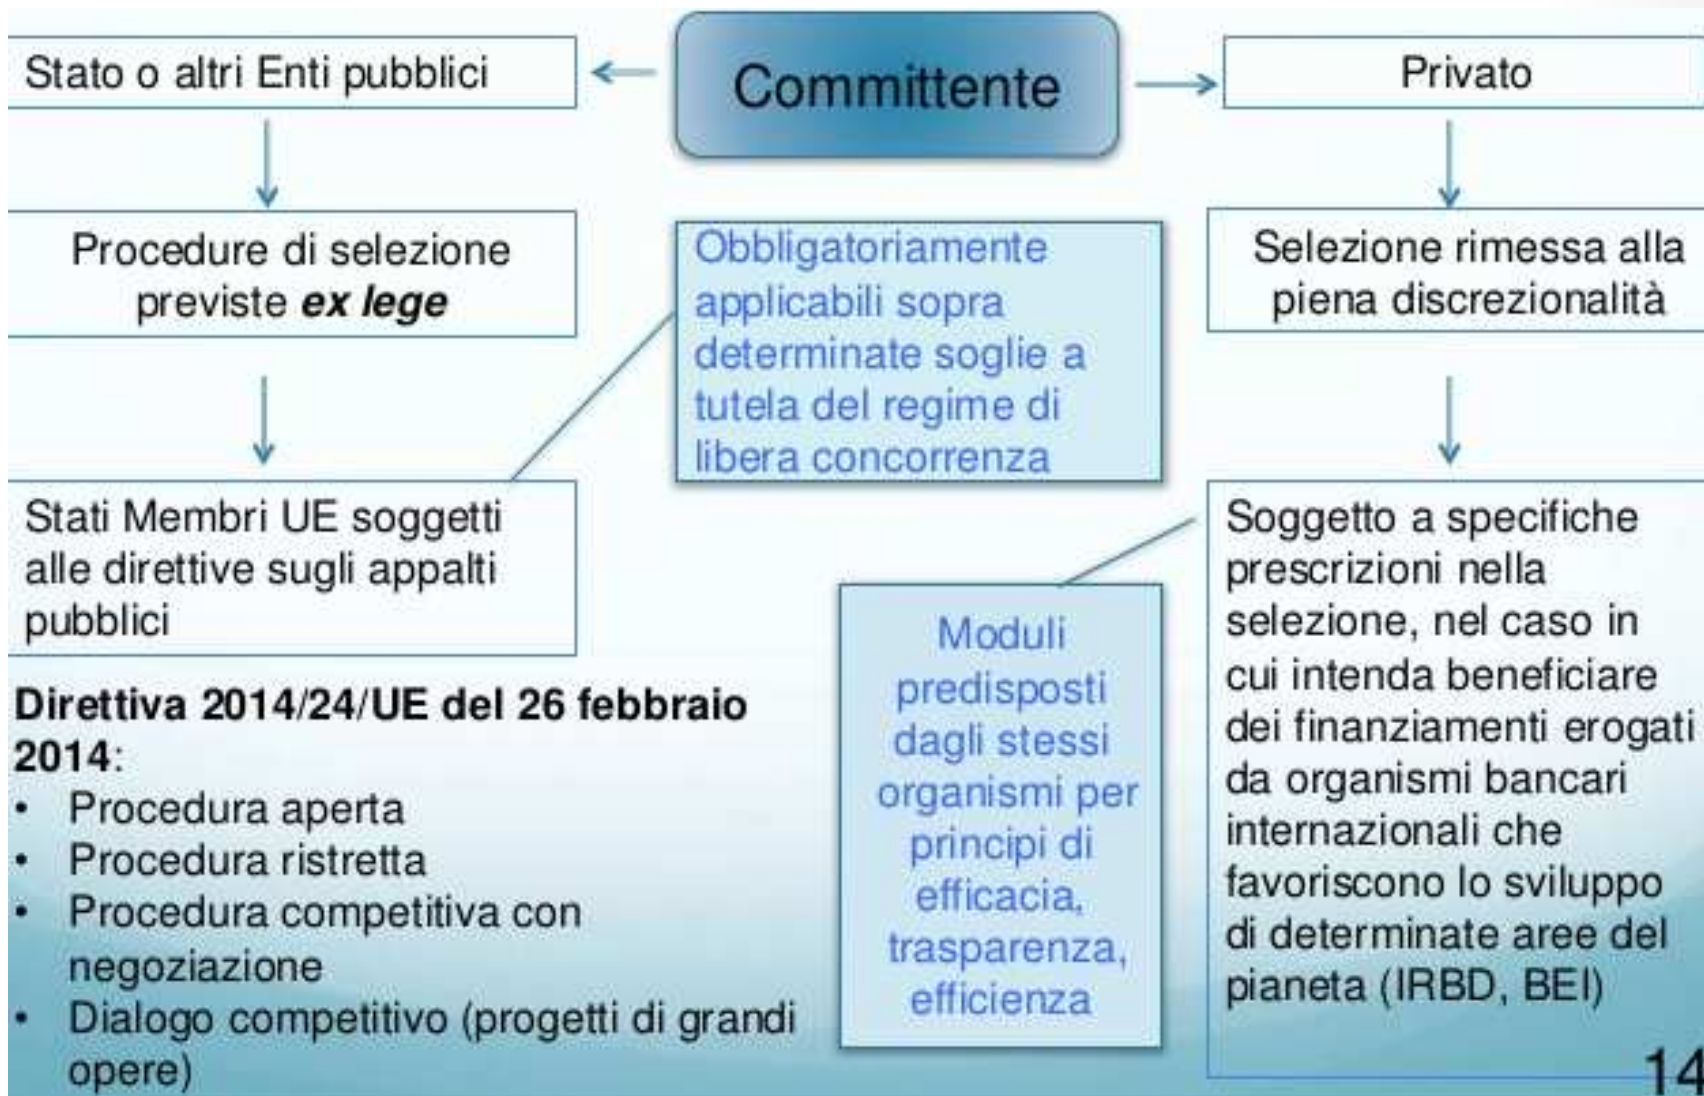 Committente
Stato o altri Enti pubblici
Privato
Procedure di selezione
previste ex lege
Obbligatoriamente
applicabili sopra
determinate soglie a
tutela del regime di
libera concorrenza
Selezione rimessa alla
piena discrezionalità
Stati Membri UE soggetti
alle direttive sugli appalti
pubblici
Direttiva 2014/24/UE del 26 febbraio
2014:
• Procedura aperta
• Procedura ristretta
• Procedura competitiva con
negoziazione
• Dialogo competitivo (progetti di grandi
opere)
Moduli
predisposti
dagli stessi
organismi per
principi di
efficacia,
trasparenza,
efficienza
Soggetto a specifiche
prescrizioni nella
selezione, nel caso in
cui intenda beneficiare
dei finanziamenti erogati
da organismi bancari
internazionali che
favoriscono lo sviluppo
di determinate aree del
pianeta (IRBD, BEI)
14